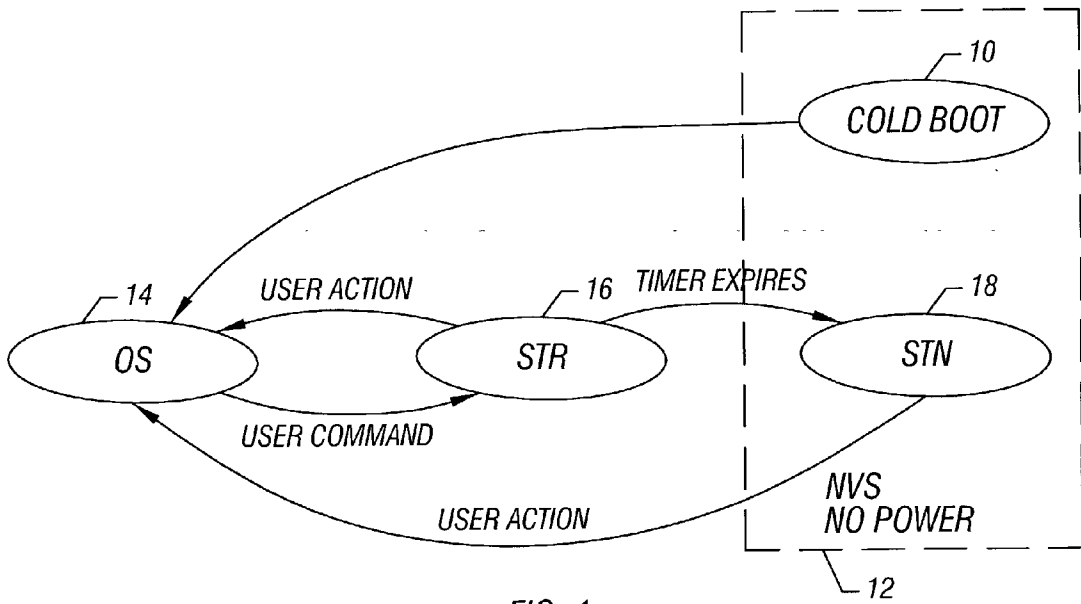 10
COLD BOOT
14
USER ACTION
16
TIMER EXPIRES
18
OS
STR
STN
USER COMMAND
USER ACTION
NVS
NO POWER
12